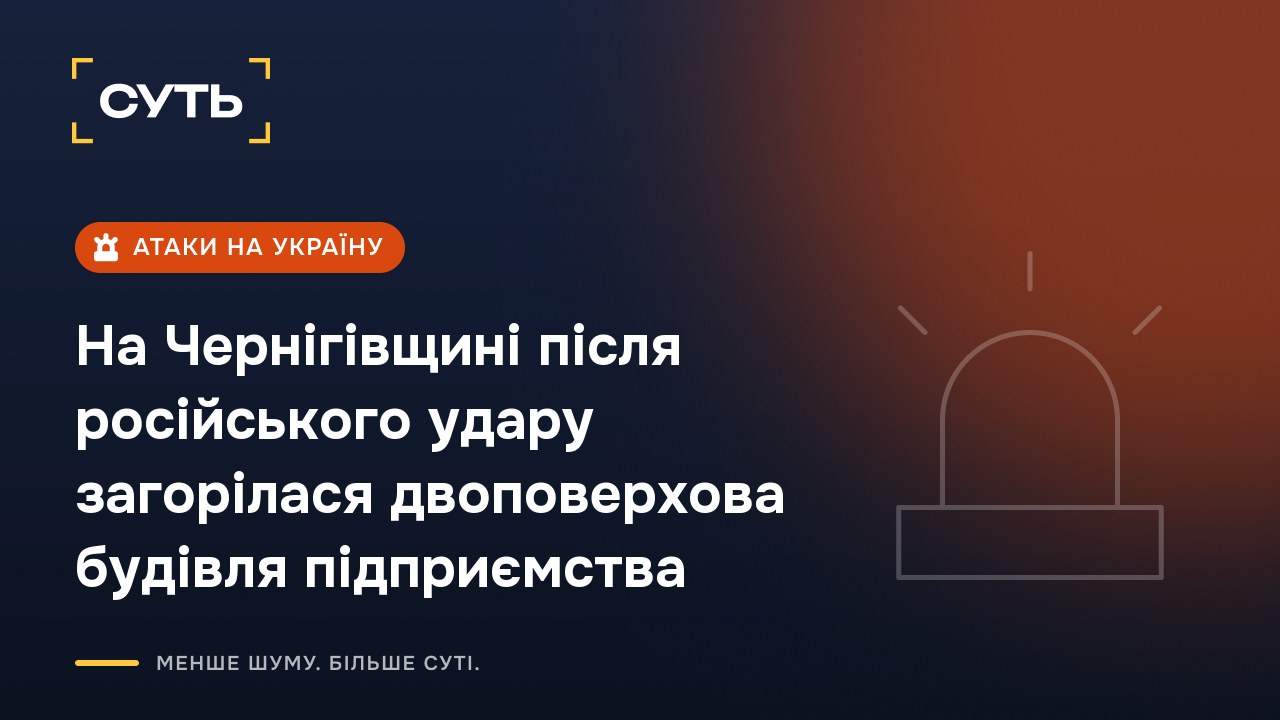 СУТЬ
АТАКИ НА УКРАЇНУ
На Чернігівщині після
російського удару
загорілася двоповерхова
будівля підприємства
МЕНШЕ ШУМУ. БІЛЬШЕ СУТІ.